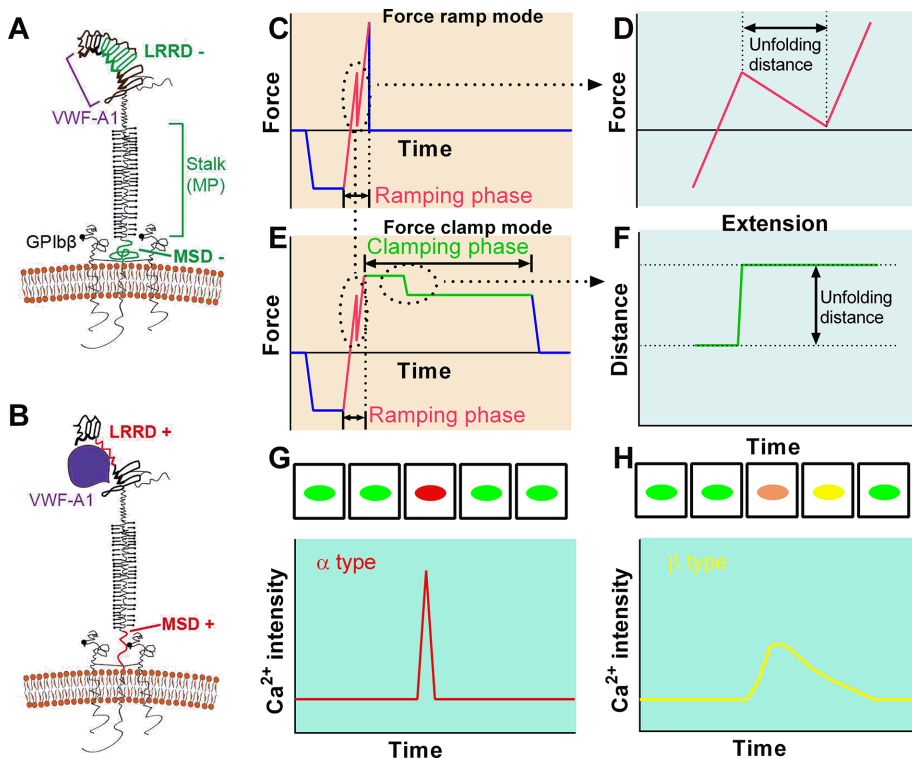 A
LRRD -
VWF-A1
Stalk
(MP)
GPIbβ
MSD -
B
LRRD +
VWF-A1
MSD +
C
Force ramp mode
Force
Time
Ramping phase
D
Unfolding
distance
Force
Extension
E
Force clamp mode
Clamping phase
Force
Time
Ramping phase
F
Distance
Unfolding
distance
Time
G
α type
Ca2+ intensity
Time
H
β type
Ca2+ intensity
Time